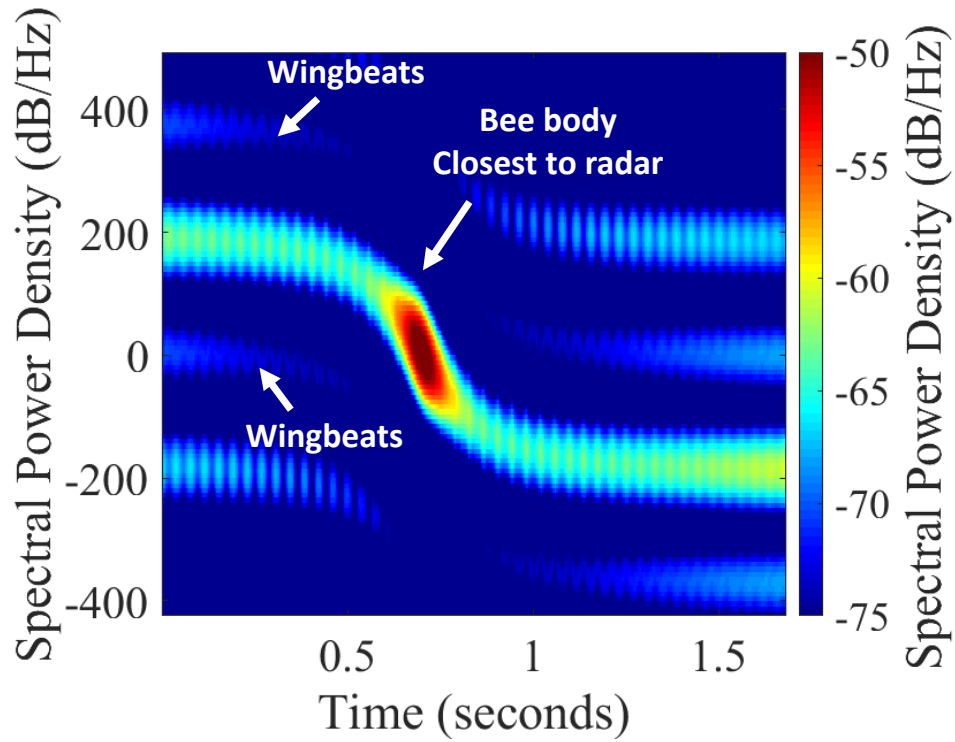 Spectral Power Density (dB/Hz)
400
200
0
-200
-400
Wingbeats
Bee body
Closest to radar
Wingbeats
0.5
1
1.5
Time (seconds)
-50
-55
-60
-65
-70
-75
Spectral Power Density (dB/Hz)